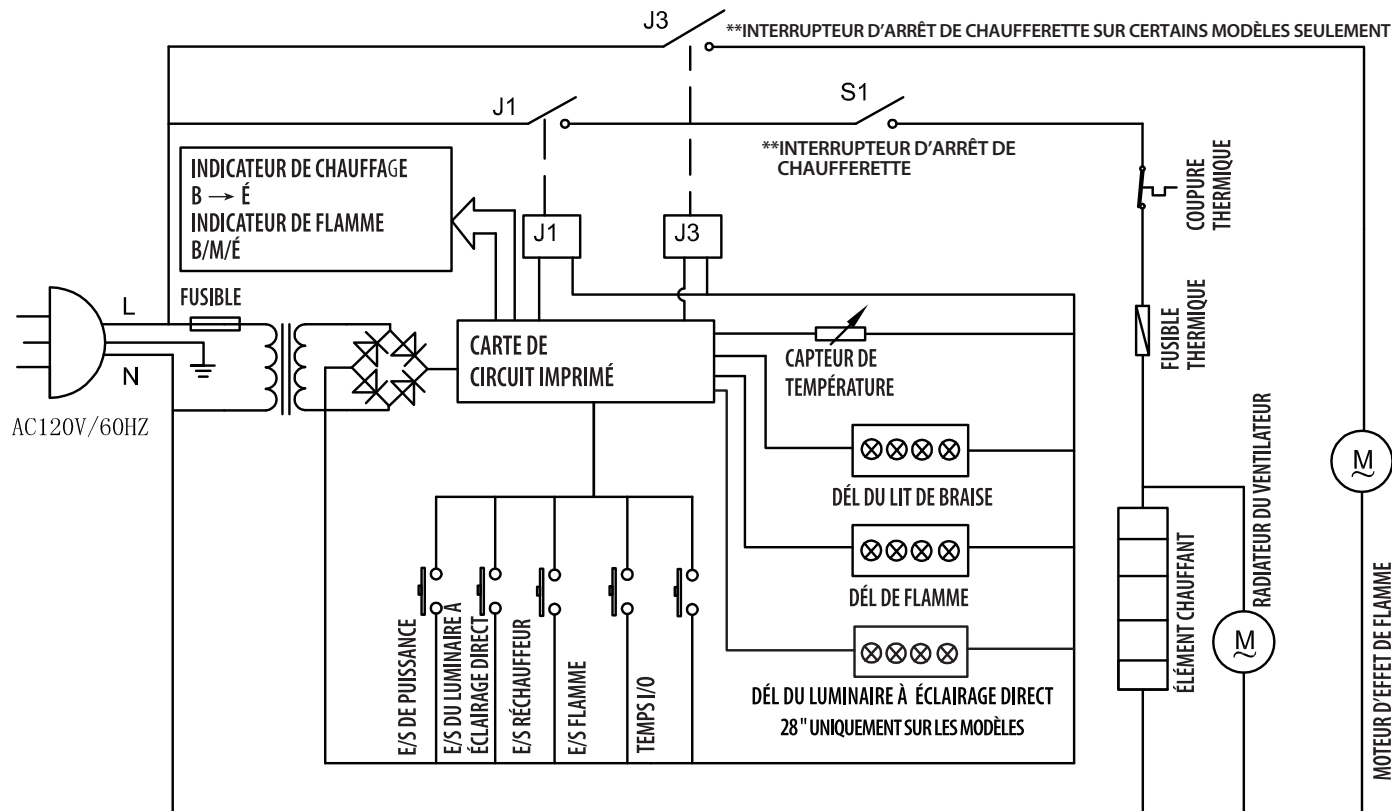 J3
**INTERRUPTEUR D'ARRÊT DE CHAUFFERETTE SUR CERTAINS MODÈLES SEULEMENT
J1
S1
**INTERRUPTEUR D'ARRÊT DE
CHAUFFERETTE
INDICATEUR DE CHAUFFAGE
B → É
INDICATEUR DE FLAMME
B/M/É
J1
J3
COUPURE
THERMIQUE
L
FUSIBLE
N
AC120V/60HZ
CARTE DE
CIRCUIT IMPRIMÉ
CAPTEUR DE
TEMPÉRATURE
FUSIBLE
THERMIQUE
DÉL DU LIT DE BRAISE
DÉL DE FLAMME
DÉL DU LUMINAIRE À ÉCLAIRAGE DIRECT
28" UNIQUEMENT SUR LES MODÈLES
E/S DE PUISSANCE
E/S DU LUMINAIRE À
ÉCLAIRAGE DIRECT
E/S RÉCHAUFFEUR
E/S FLAMME
TEMPS I/O
ÉLÉMENT CHAUFFANT
M
RADIATEUR DU VENTILATEUR
M
MOTEUR D'EFFET DE FLAMME